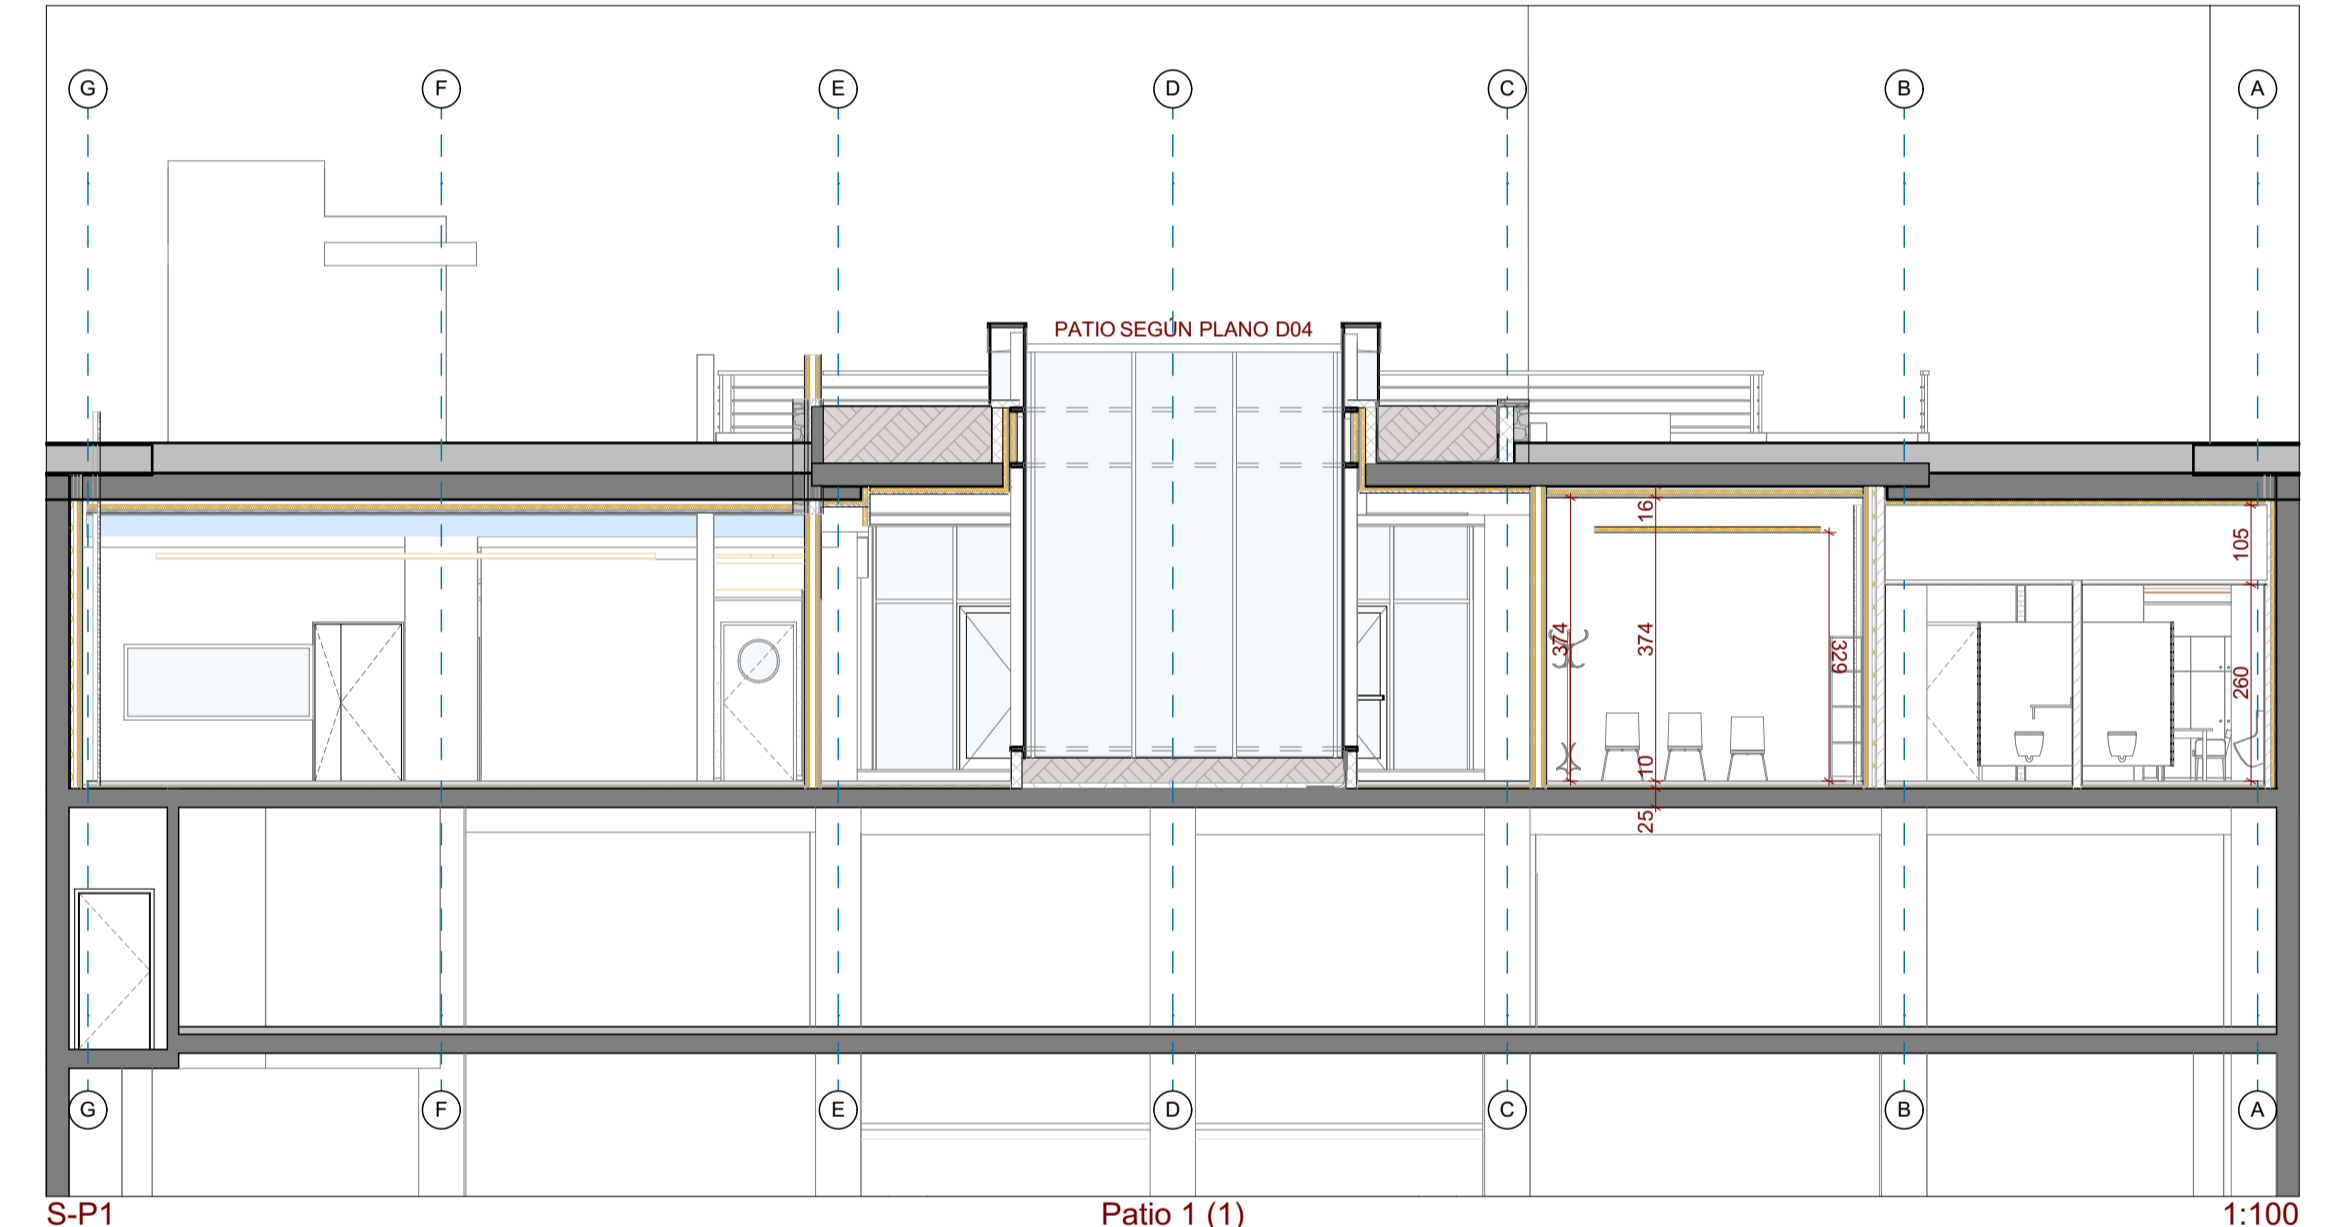 G F E D C B A
PATIO SEGÚN PLANO D04
16
105
374
374
329
260
10
25
G F E D C B A
S-P1 Patio 1 (1) 1:100